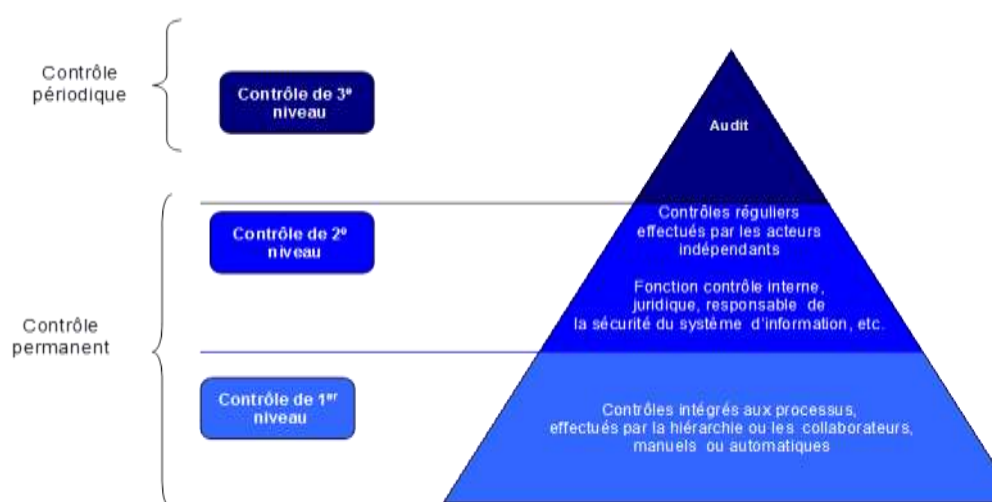 Contrôle
périodique
Contrôle de 3e
niveau
Audit
Contrôle
permanent
Contrôle de 2e
niveau
Contrôles réguliers
effectués par les acteurs
indépendants
Fonction contrôle interne,
juridique, responsable de
la sécurité du système d'information, etc.
Contrôle de 1er
niveau
Contrôles intégrés aux processus,
effectués par la hiérarchie ou les collaborateurs,
manuels ou automatiques